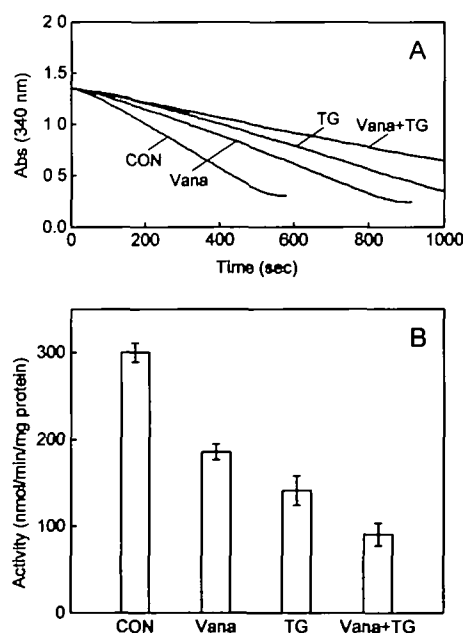 A
Abs (340 nm)
2.0
1.5
1.0
0.5
0.0
CON
Vana
TG
Vana+TG
0 200 400 600 800 1000
Time (sec)
B
Activity (nmol/min/mg protein)
300
200
100
0
CON Vana TG Vana+TG